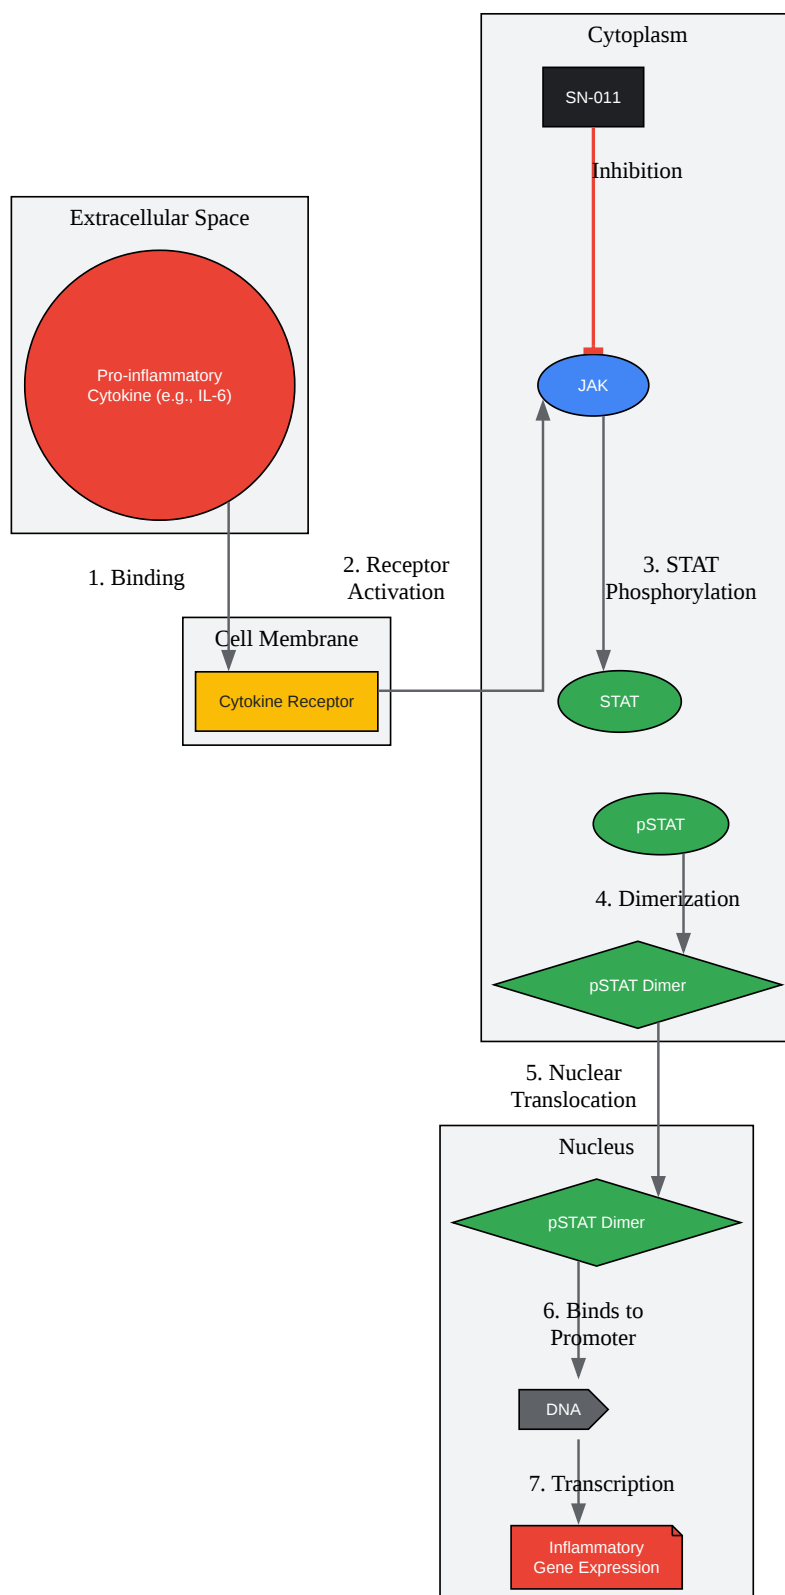 Cytoplasm
SN-011
Inhibition
Extracellular Space
Pro-inflammatory
Cytokine (e.g., IL-6)
JAK
1. Binding
2. Receptor
Activation
3. STAT
Phosphorylation
Cell Membrane
Cytokine Receptor
STAT
pSTAT
4. Dimerization
pSTAT Dimer
5. Nuclear
Translocation
Nucleus
pSTAT Dimer
6. Binds to
Promoter
DNA
7. Transcription
Inflammatory
Gene Expression